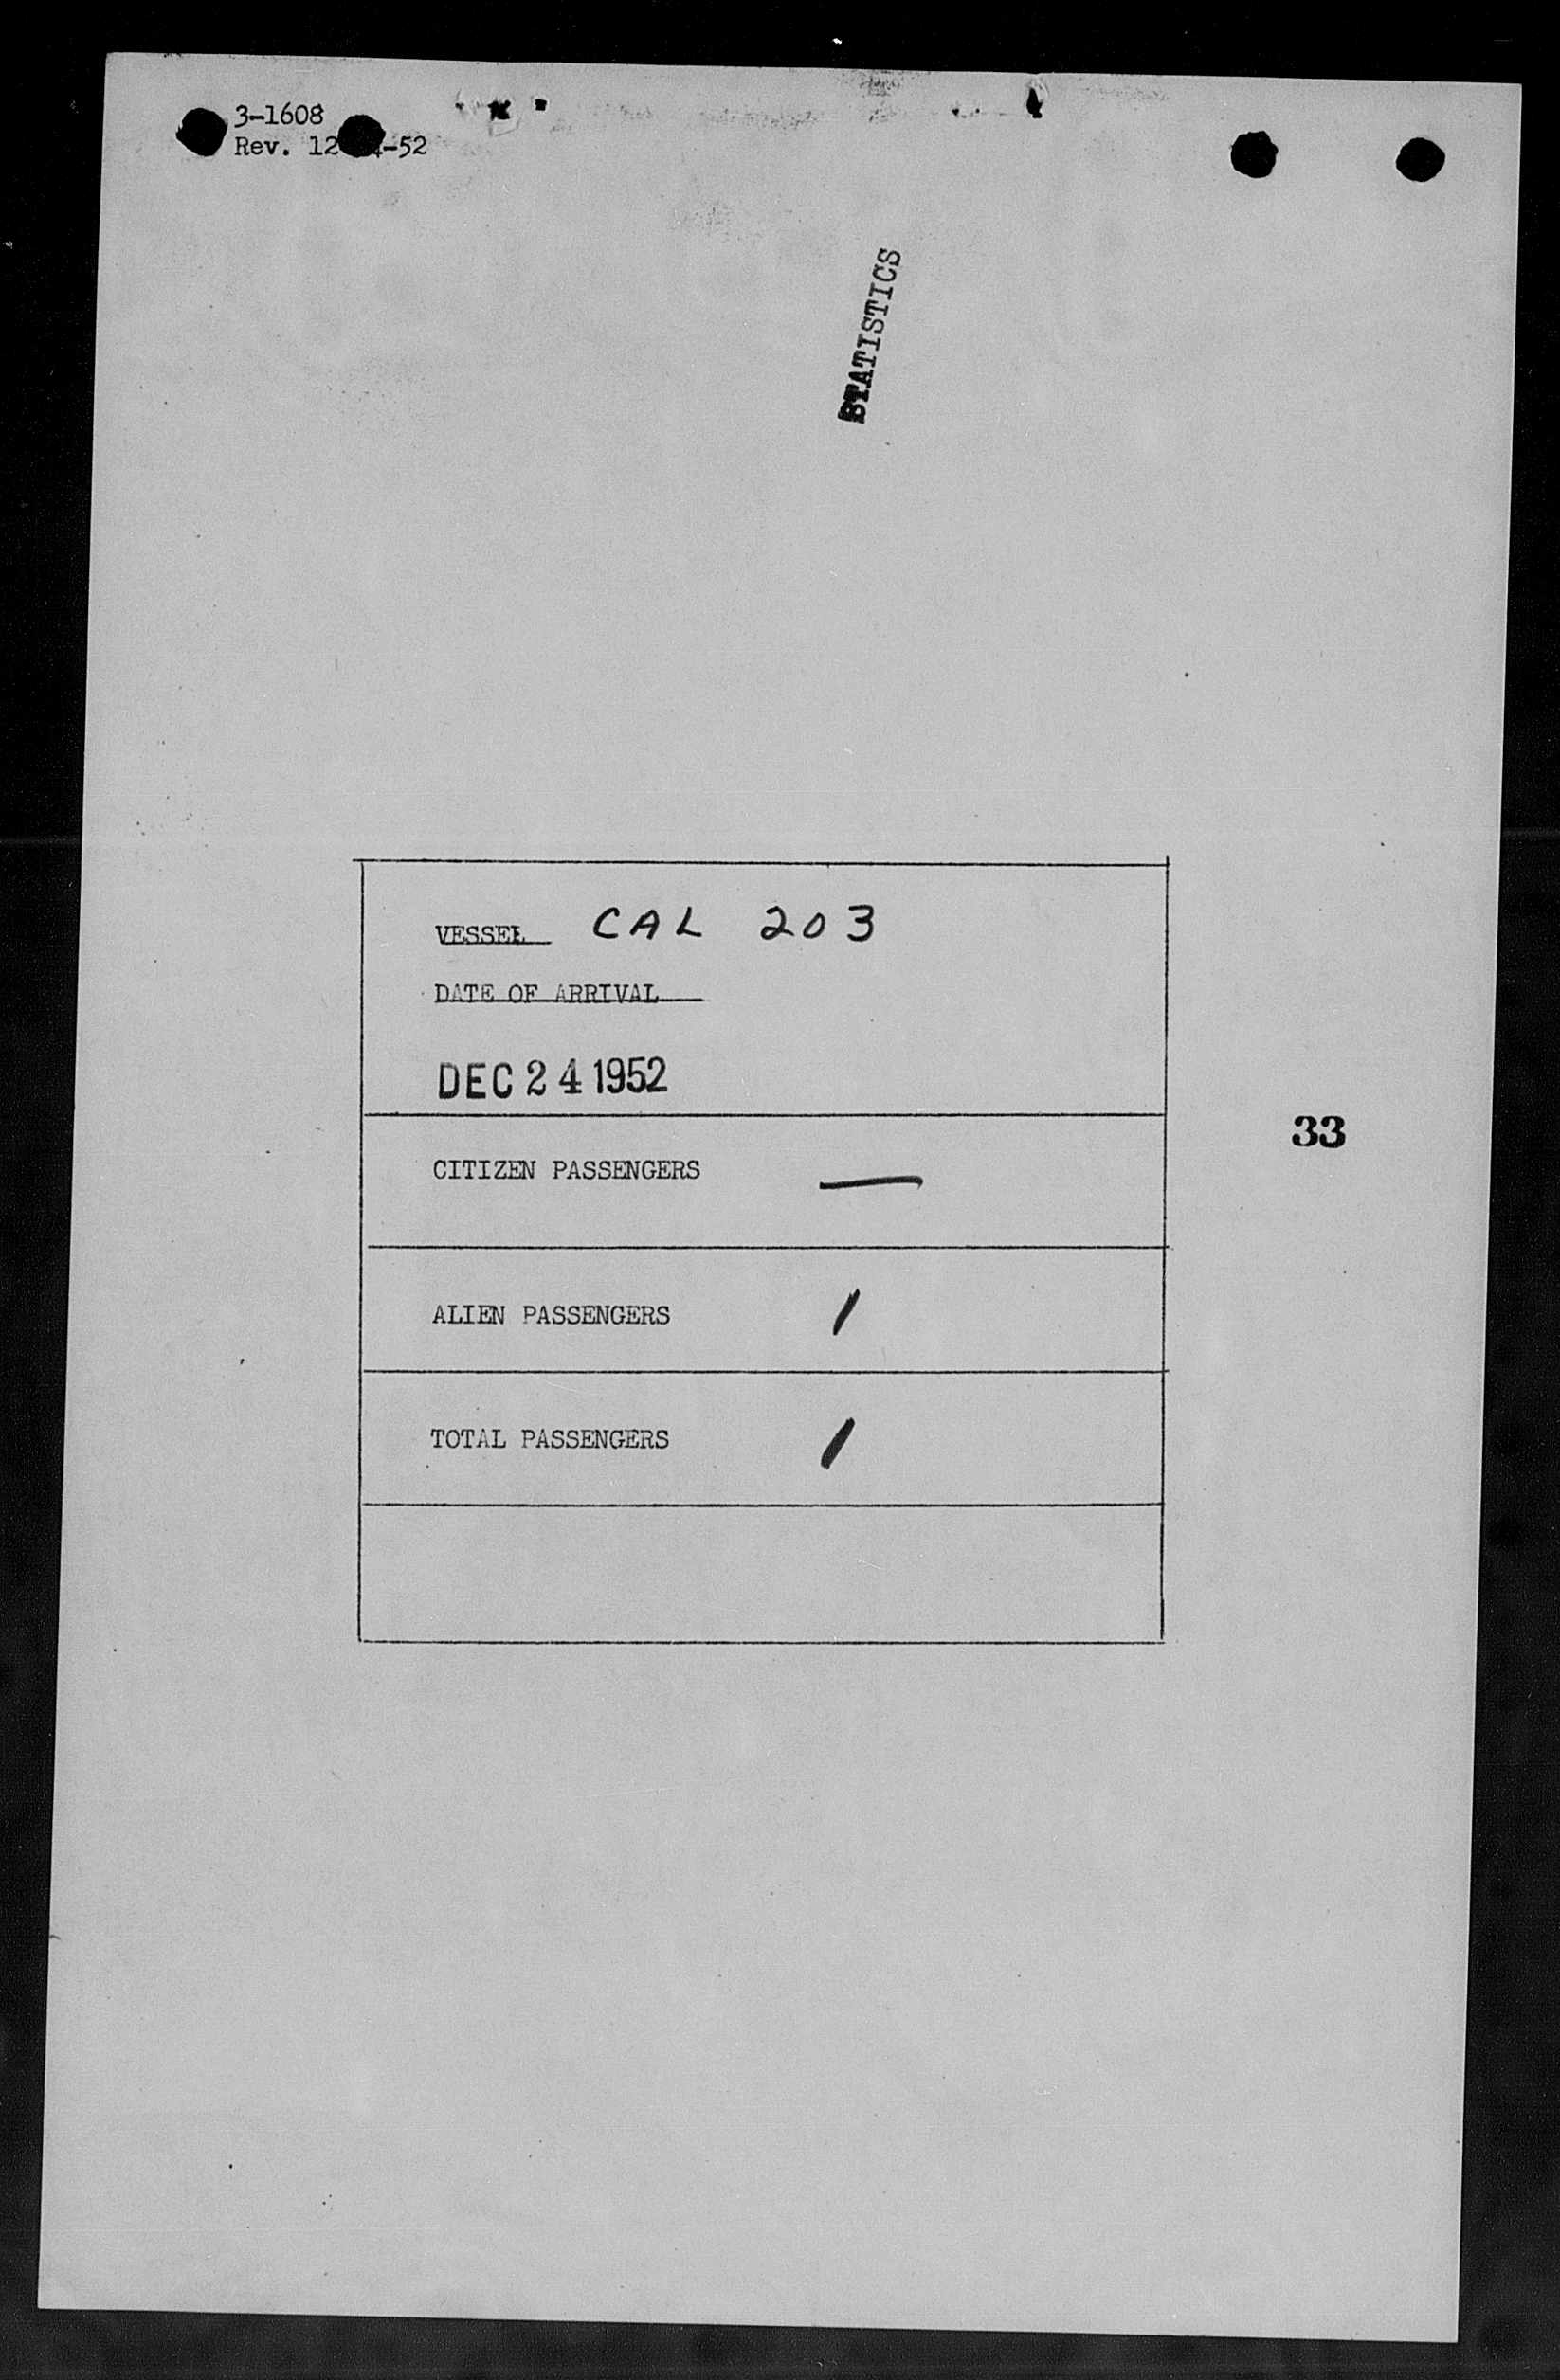 3-1608
Rev. 12 -52
STATISTICS
VESSEL CAL 203
DATE OF ARRIVAL
DEC 24 1952
33
CITIZEN PASSENGERS —
ALIEN PASSENGERS 1
TOTAL PASSENGERS 1